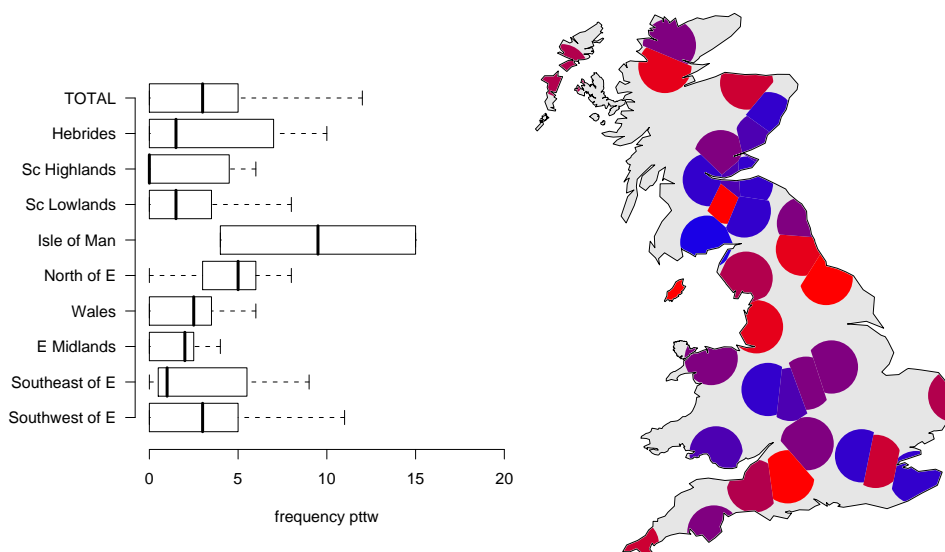 TOTAL
Hebrides
Sc Highlands
Sc Lowlands
Isle of Man
North of E
Wales
E Midlands
Southeast of E
Southwest of E
0 5 10 15 20
frequency pttw